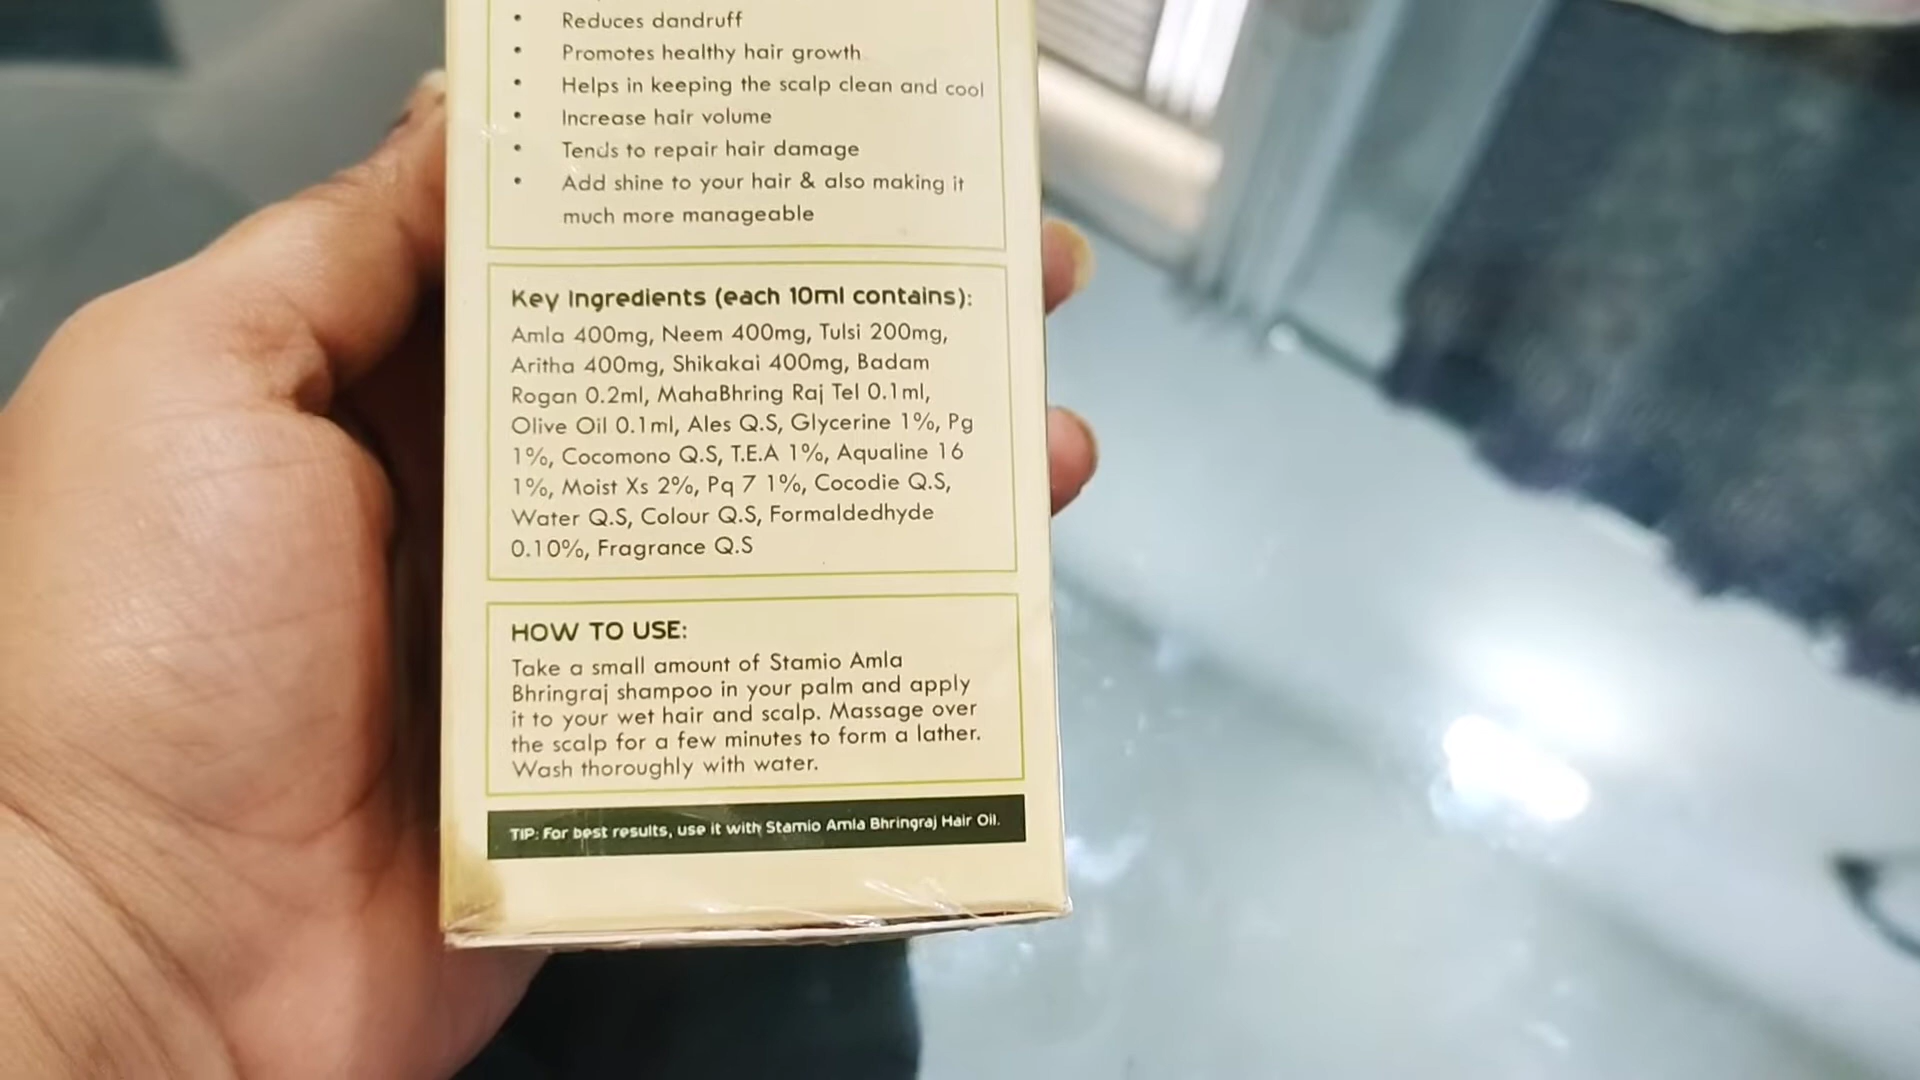 • Reduces dandruff
• Promotes healthy hair growth
• Helps in keeping the scalp clean and cool
• Increase hair volume
• Tends to repair hair damage
• Add shine to your hair & also making it
much more manageable
Key Ingredients (each 10ml contains):
Amla 400mg, Neem 400mg, Tulsi 200mg,
Aritha 400mg, Shikakai 400mg, Badam
Rogan 0.2ml, MahaBhring Raj Tel 0.1ml,
Olive Oil 0.1ml, Ales Q.S, Glycerine 1%, Pg
1%, Cocomono Q.S, T.E.A 1%, Aqualine 16
1%, Moist Xs 2%, Pq 7 1%, Cocodie Q.S,
Water Q.S, Colour Q.S, Formaldedhyde
0.10%, Fragrance Q.S
HOW TO USE:
Take a small amount of Stamio Amla
Bhringraj shampoo in your palm and apply
it to your wet hair and scalp. Massage over
the scalp for a few minutes to form a lather.
Wash thoroughly with water.
TIP: For best results, use it with Stamio Amla Bhringraj Hair Oil.